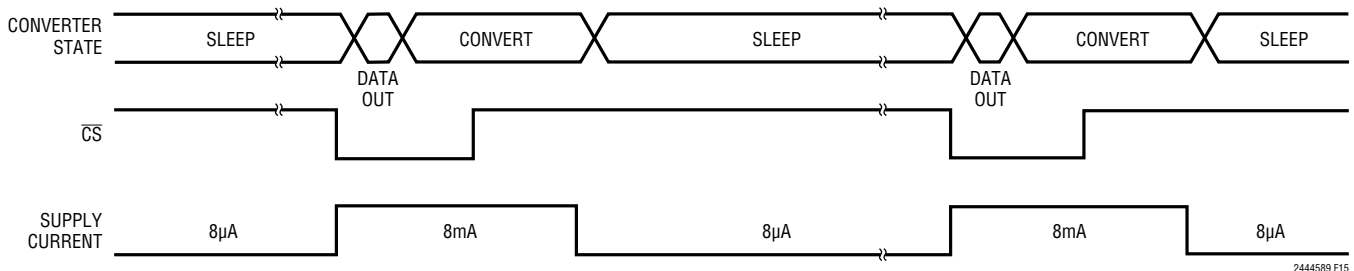 CONVERTER
STATE
SLEEP
CONVERT
SLEEP
CONVERT
SLEEP
DATA
OUT
DATA
OUT
CS
SUPPLY
CURRENT
8µA
8mA
8µA
8mA
8µA
2444589 F15